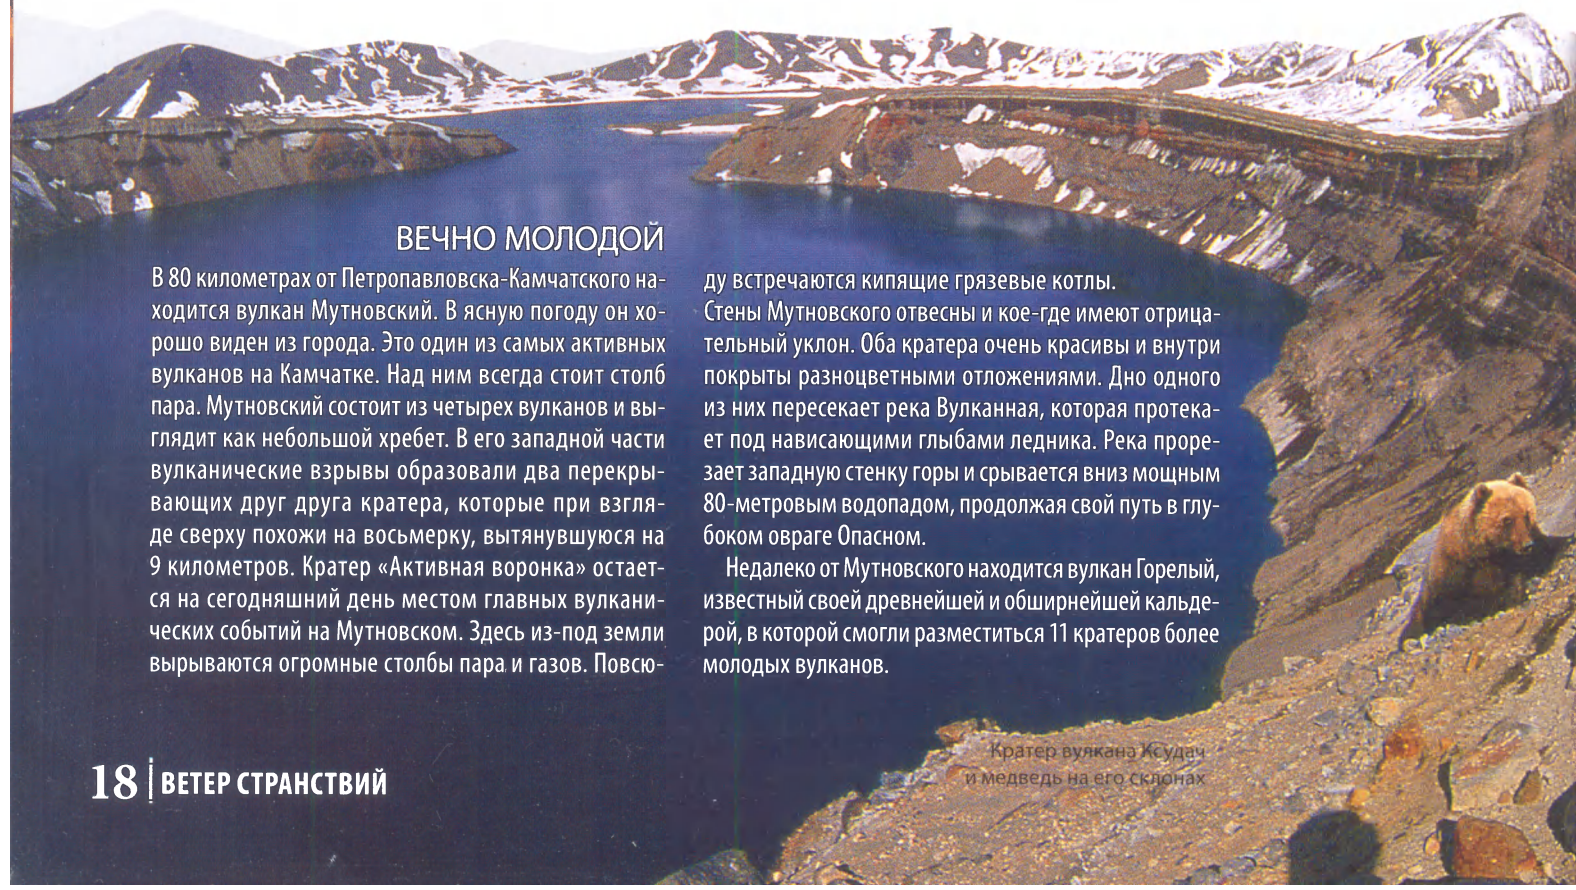 ВЕЧНО МОЛОДОЙ
В 80 километрах от Петропавловска-Камчатского на-
ходится вулкан Мутновский. В ясную погоду он хо-
рошо виден из города. Это один из самых активных
вулканов на Камчатке. Над ним всегда стоит столб
пара. Мутновский состоит из четырех вулканов и вы-
глядит как небольшой хребет. В его западной части
вулканические взрывы образовали два перекры-
вающих друг друга кратера, которые при взгля-
де сверху похожи на восьмерку, вытянувшуюся на
9 километров. Кратер «Активная воронка» остает-
ся на сегодняшний день местом главных вулкани-
ческих событий на Мутновском. Здесь из-под земли
вырываются огромные столбы пара и газов. Повсю-
ду встречаются кипящие грязевые котлы.
Стены Мутновского отвесны и кое-где имеют отрица-
тельный уклон. Оба кратера очень красивы и внутри
покрыты разноцветными отложениями. Дно одного
из них пересекает река Вулканная, которая протека-
ет под нависающими глыбами ледника. Река проре-
зает западную стенку горы и срывается вниз мощным
80-метровым водопадом, продолжая свой путь в глу-
боком овраге Опасном.
Недалеко от Мутновского находится вулкан Горелый,
известный своей древнейшей и обширнейшей кальде-
рой, в которой смогли разместиться 11 кратеров более
молодых вулканов.
Кратер вулкана Ксудач
и медведь на его склонах
18 | ВЕТЕР СТРАНСТВИЙ